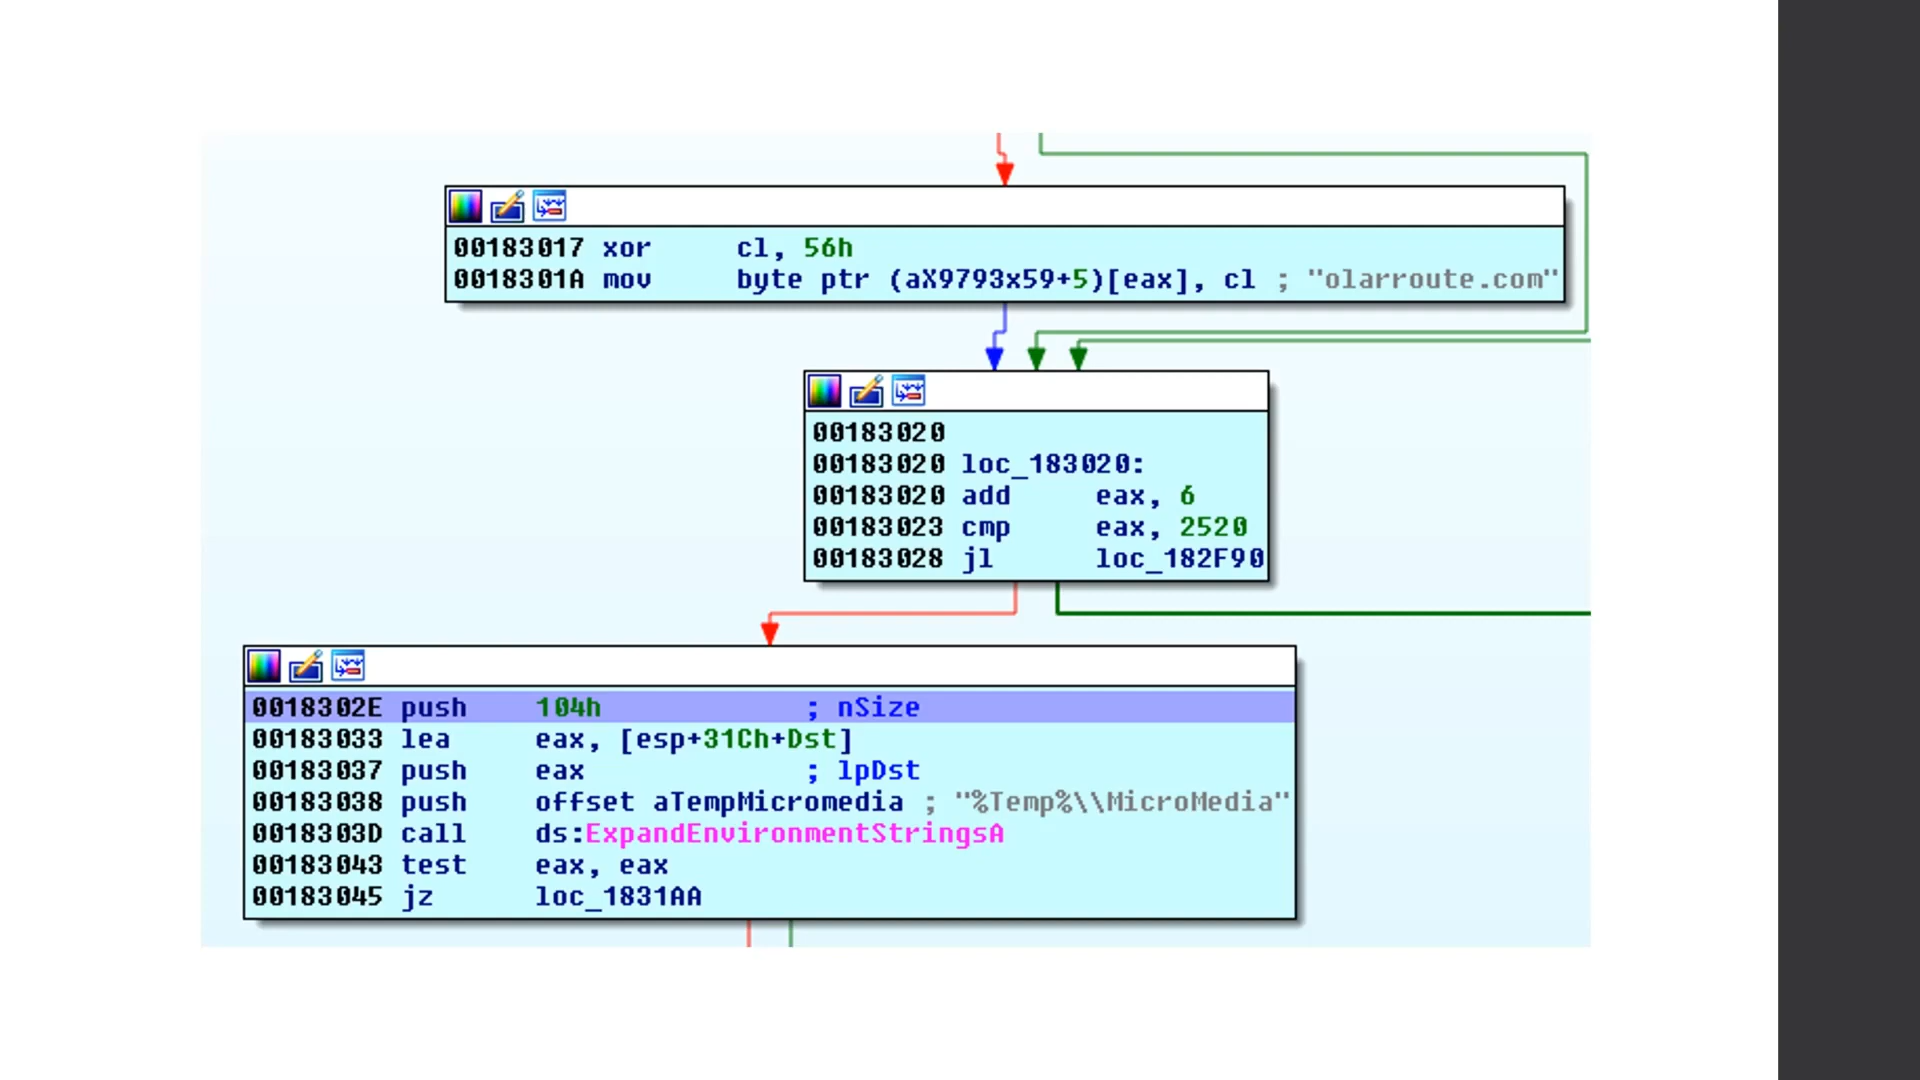 00183017 xor cl, 56h
0018301A mov byte ptr (aX9793x59+5)[eax], cl ; "olarroute.com"
00183020
00183020 loc_183020:
00183020 add eax, 6
00183023 cmp eax, 2520
00183028 jl loc_182F90
0018302E push 104h ; nSize
00183033 lea eax, [esp+31Ch+Dst]
00183037 push eax ; lpDst
00183038 push offset aTempMicromedia ; "%Temp%\\MicroMedia"
0018303D call ds:ExpandEnvironmentStringsA
00183043 test eax, eax
00183045 jz loc_1831AA